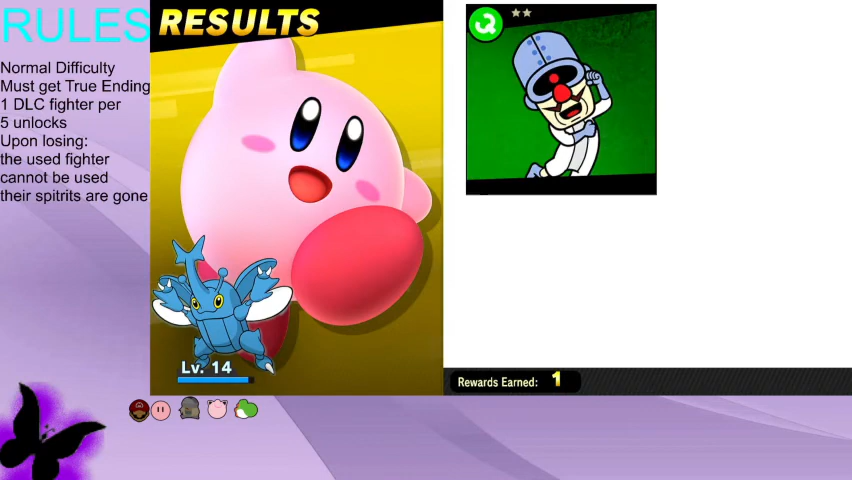 RULES
Normal Difficulty
Must get True Ending
1 DLC fighter per
5 unlocks
Upon losing:
the used fighter
cannot be used
their spitrits are gone
RESULTS
Lv. 14
Rewards Earned: 1